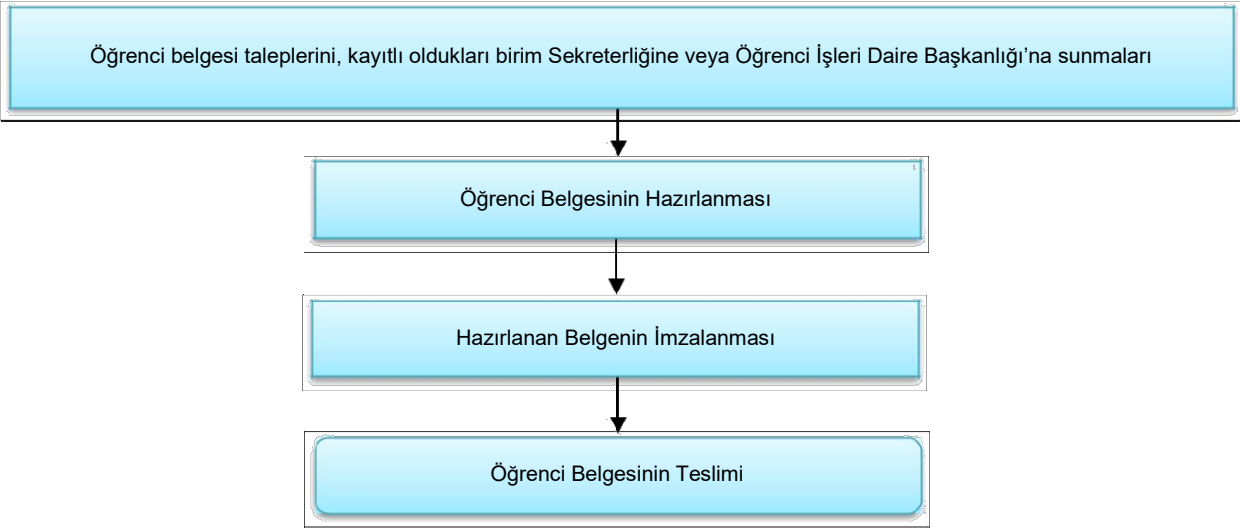 Öğrenci belgesi taleplerini, kayıtlı oldukları birim Sekreterliğine veya Öğrenci İşleri Daire Başkanlığı’na sunmaları
Öğrenci Belgesinin Hazırlanması
Hazırlanan Belgenin İmzalanması
Öğrenci Belgesinin Teslimi